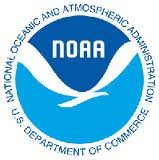 NATIONAL OCEANIC AND ATMOSPHERIC ADMINISTRATION
NOAA
U.S. DEPARTMENT OF COMMERCE